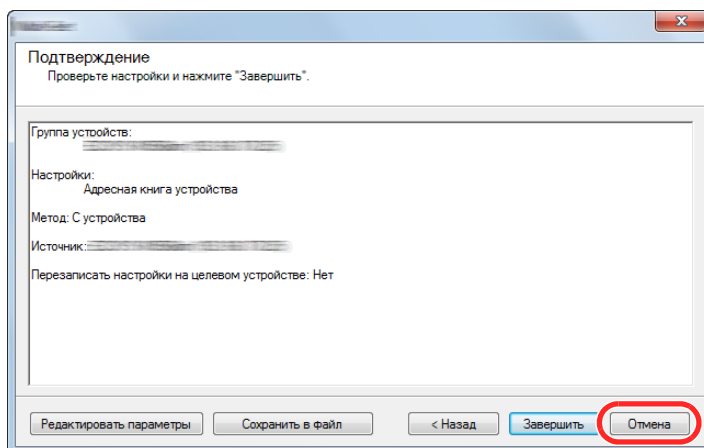 Подтверждение
Проверьте настройки и нажмите "Завершить".
Группа устройств:
Настройки:
Адресная книга устройства
Метод: С устройства
Источник:
Перезаписать настройки на целевом устройстве: Нет
Редактировать параметры
Сохранить в файл
< Назад
Завершить
Отмена